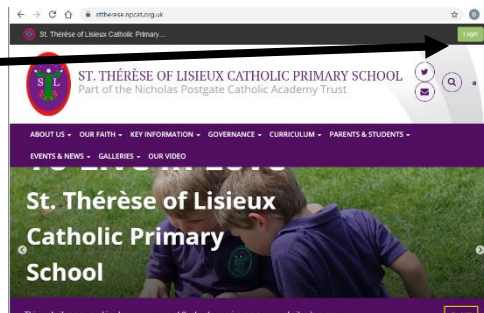 sttherese.npcat.org.uk
St. Thérèse of Lisieux Catholic Primary...
Login
S L
ST. THÉRÈSE OF LISIEUX CATHOLIC PRIMARY SCHOOL
Part of the Nicholas Postgate Catholic Academy Trust
ABOUT US OUR FAITH KEY INFORMATION GOVERNANCE CURRICULUM PARENTS & STUDENTS
EVENTS & NEWS GALLERIES OUR VIDEO
St. Thérèse of Lisieux
Catholic Primary
School